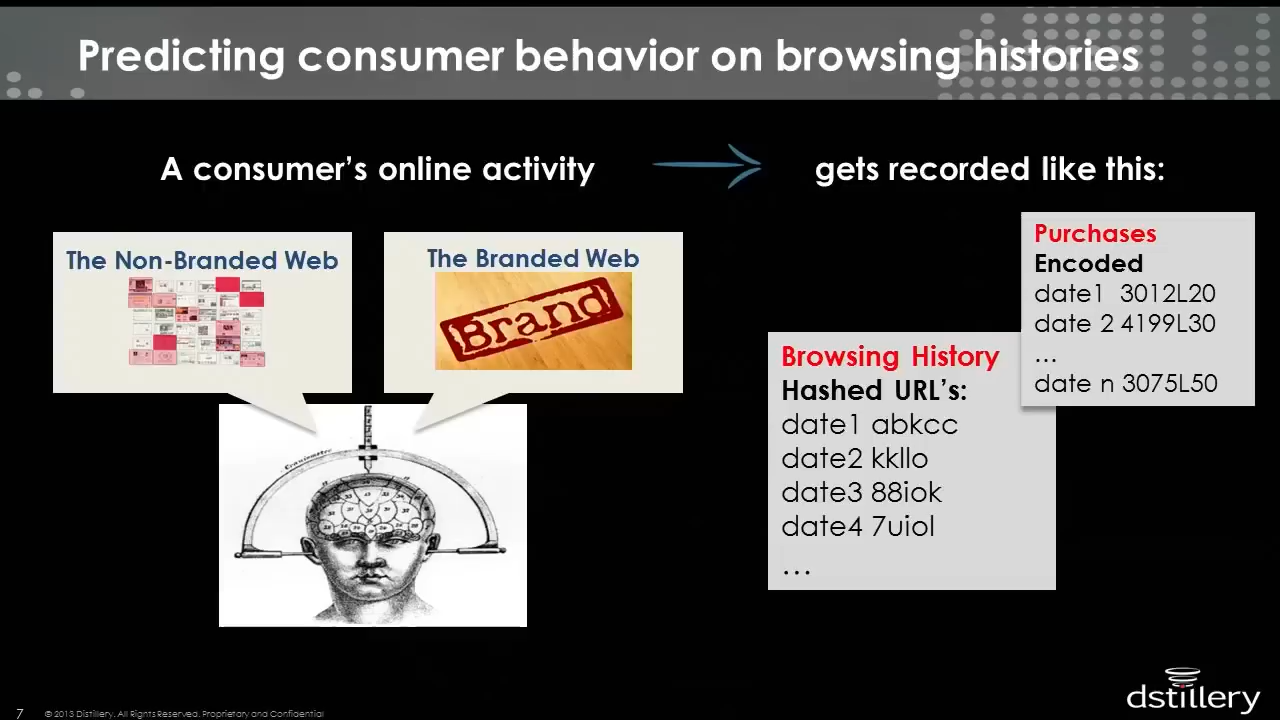 Predicting consumer behavior on browsing histories
A consumer's online activity
gets recorded like this:
The Non-Branded Web
The Branded Web
Brand
Craniometer
Purchases
Encoded
date1 3012L20
date 2 4199L30
...
date n 3075L50
Browsing History
Hashed URL's:
date1 abkcc
date2 kkllo
date3 88iok
date4 7uiol
...
dstillery
7 © 2013 Dstillery. All Rights Reserved. Proprietary and Confidential